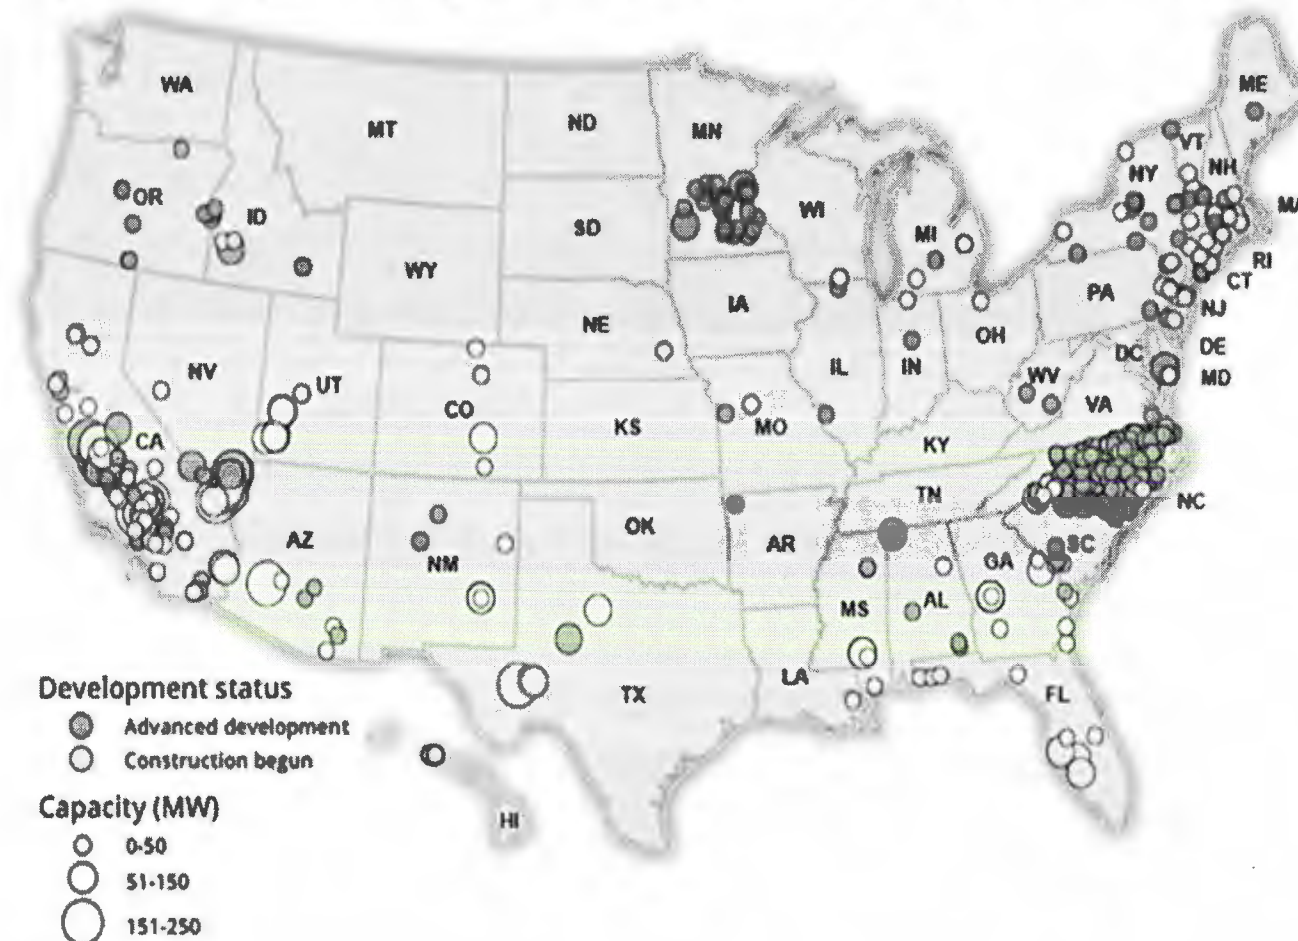 WA
MT
ND
MN
ME
VT
NH
NY
MA
OR
ID
SD
WI
MI
RI
CT
WY
IA
PA
NJ
NE
OH
NV
UT
IL
IN
DC
DE
MD
WV
CO
VA
CA
KS
MO
KY
NC
TN
OK
AR
SC
AZ
NM
GA
MS
AL
LA
TX
FL
HI
Development status
Advanced development
Construction begun
Capacity (MW)
0-50
51-150
151-250